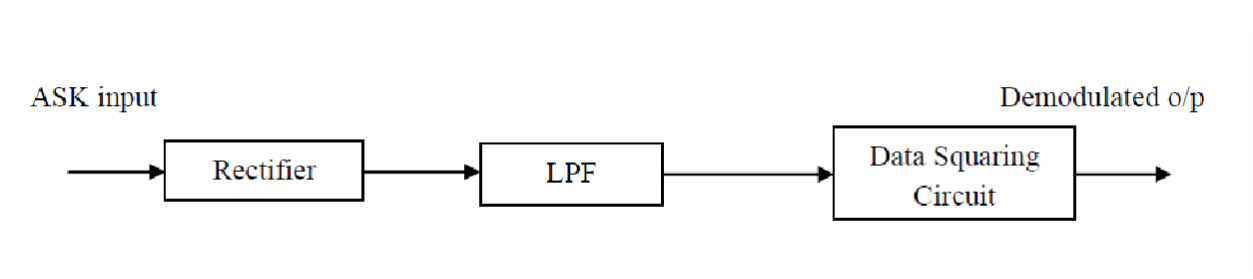 ASK input
Demodulated o/p
Rectifier
LPF
Data Squaring
Circuit